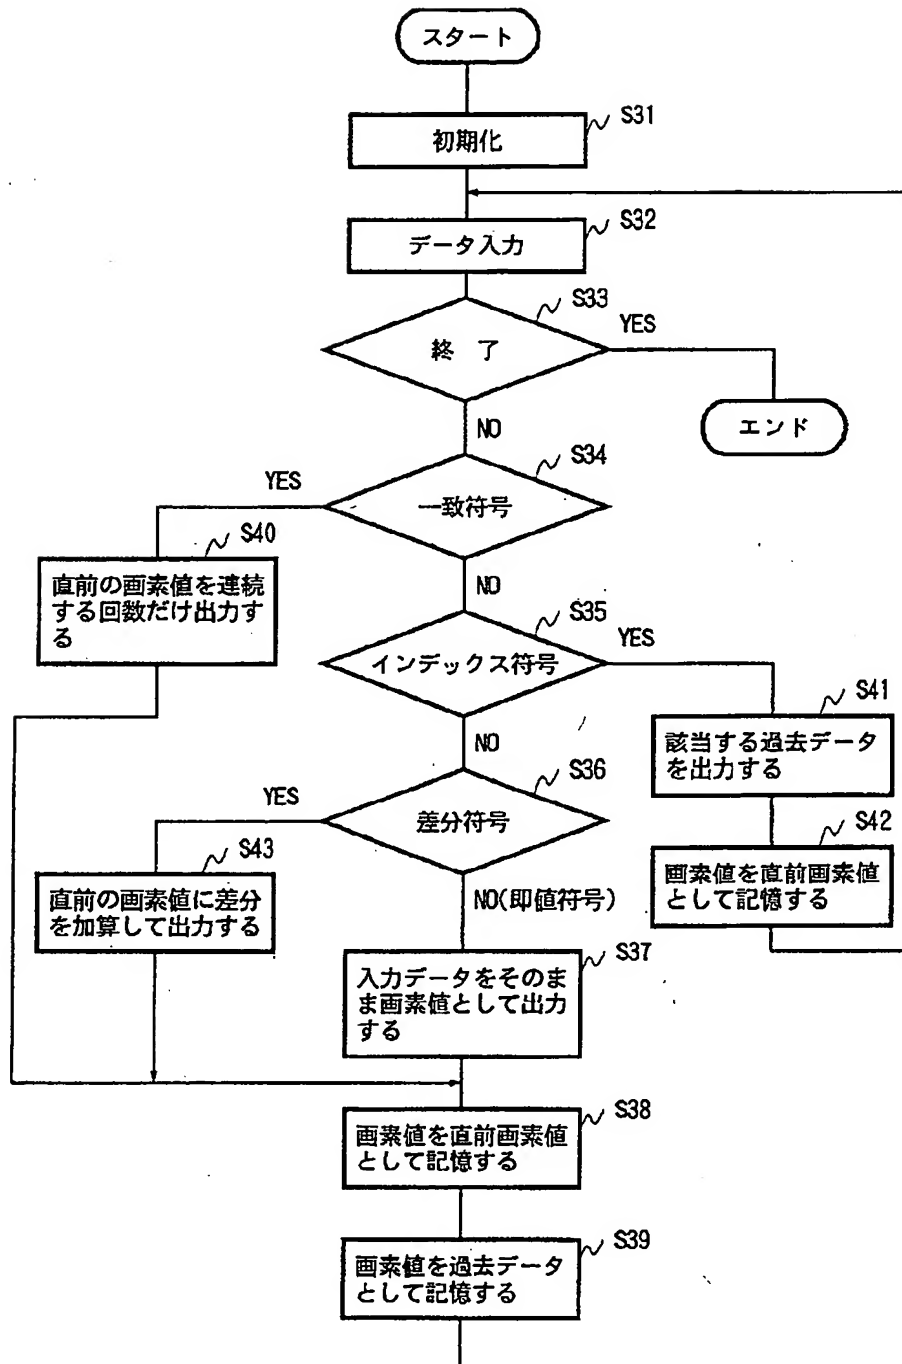 スタート
S31
初期化
S32
データ入力
S33
終 了
YES
エンド
NO
S34
一致符号
YES
S40
直前の画素値を連続
する回数だけ出力す
る
NO
S35
インデックス符号
YES
S41
該当する過去データ
を出力する
NO
S36
差分符号
YES
S42
画素値を直前画素値
として記憶する
S43
直前の画素値に差分
を加算して出力する
NO(即値符号)
S37
入力データをそのま
ま画素値として出力
する
S38
画素値を直前画素値
として記憶する
S39
画素値を過去データ
として記憶する